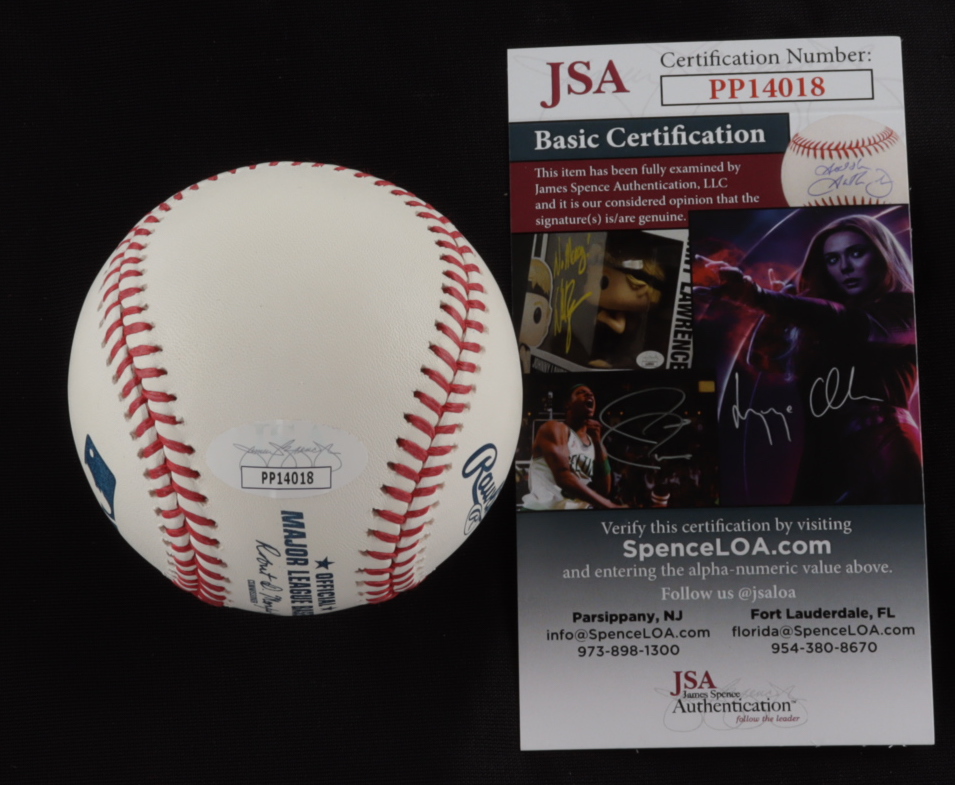 JSA
Certification Number:
PP14018
Basic Certification
This item has been fully examined by
James Spence Authentication, LLC
and it is our considered opinion that the
signature(s) is/are genuine.
LAWRENCE
Verify this certification by visiting
SpenceLOA.com
and entering the alpha-numeric value above.
Follow us @jsaloa
Parsippany, NJ
info@SpenceLOA.com
973-898-1300
Fort Lauderdale, FL
florida@SpenceLOA.com
954-380-8670
JSA
James Spence
Authentication
follow the leader
PP14018
OFFICIAL
MAJOR LEAGUE